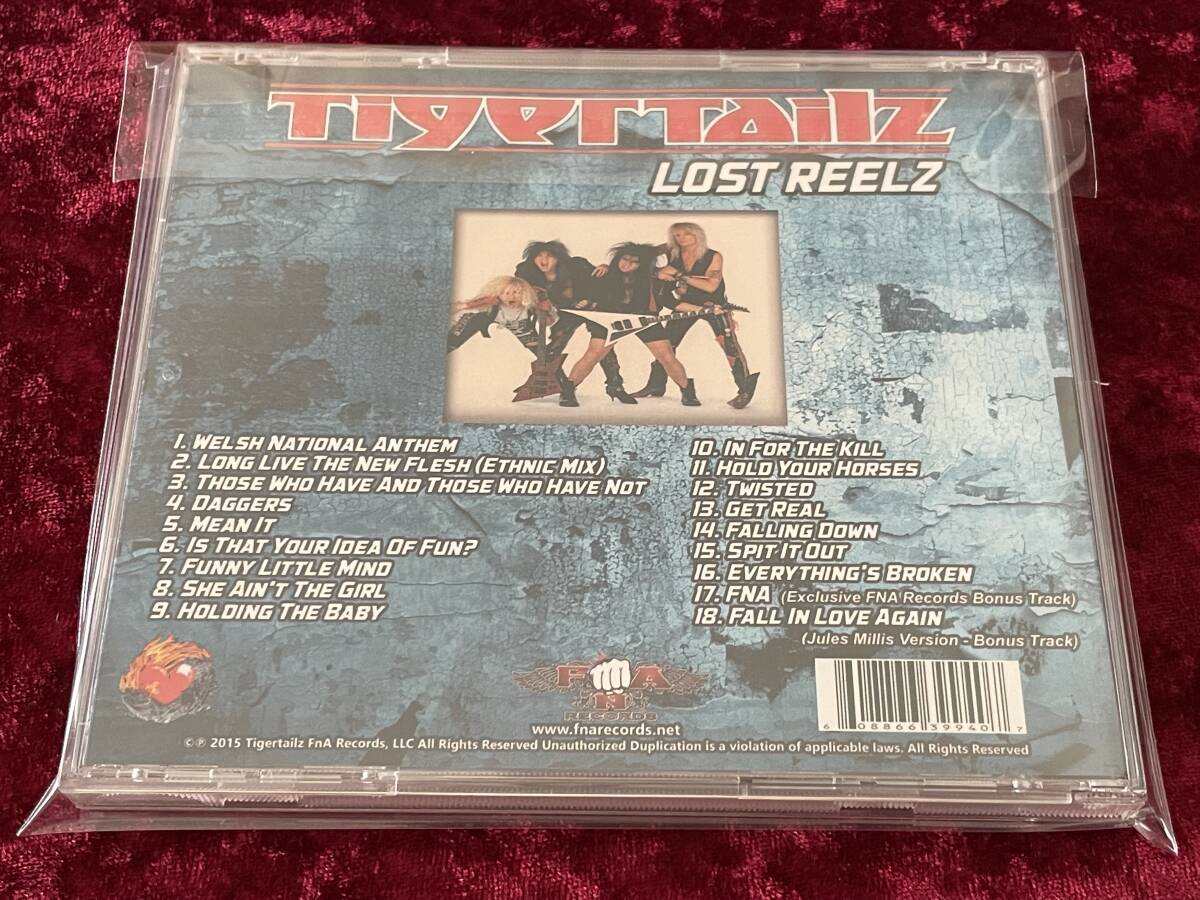 TIGERTAILZ
LOST REELZ
1. WELSH NATIONAL ANTHEM
2. LONG LIVE THE NEW FLESH (ETHNIC MIX)
3. THOSE WHO HAVE AND THOSE WHO HAVE NOT
4. DAGGERS
5. MEAN IT
6. IS THAT YOUR IDEA OF FUN?
7. FUNNY LITTLE MIND
8. SHE AIN'T THE GIRL
9. HOLDING THE BABY
10. IN FOR THE KILL
11. HOLD YOUR HORSES
12. TWISTED
13. GET REAL
14. FALLING DOWN
15. SPIT IT OUT
16. EVERYTHING'S BROKEN
17. FNA (Exclusive FNA Records Bonus Track)
18. FALL IN LOVE AGAIN
(Jules Millis Version - Bonus Track)
F N A
RECORDS
www.fnarecords.net
6 08866 39940 7
©℗ 2015 Tigertailz FnA Records, LLC All Rights Reserved Unauthorized Duplication is a violation of applicable laws. All Rights Reserved